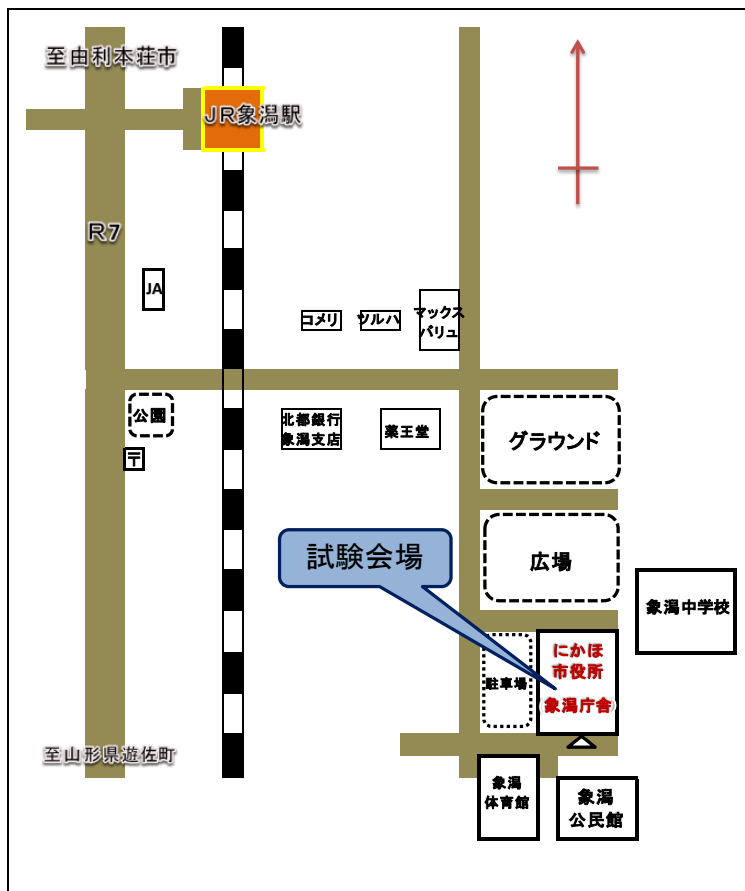 至由利本荘市
JR象潟駅
R7
JA
コメリ
ツルハ
マックス
バリュ
公園
北都銀行
象潟支店
薬王堂
グラウンド
〒
試験会場
広場
象潟中学校
にかほ
市役所
(象潟庁舎)
駐車場
至山形県遊佐町
象潟
体育館
象潟
公民館